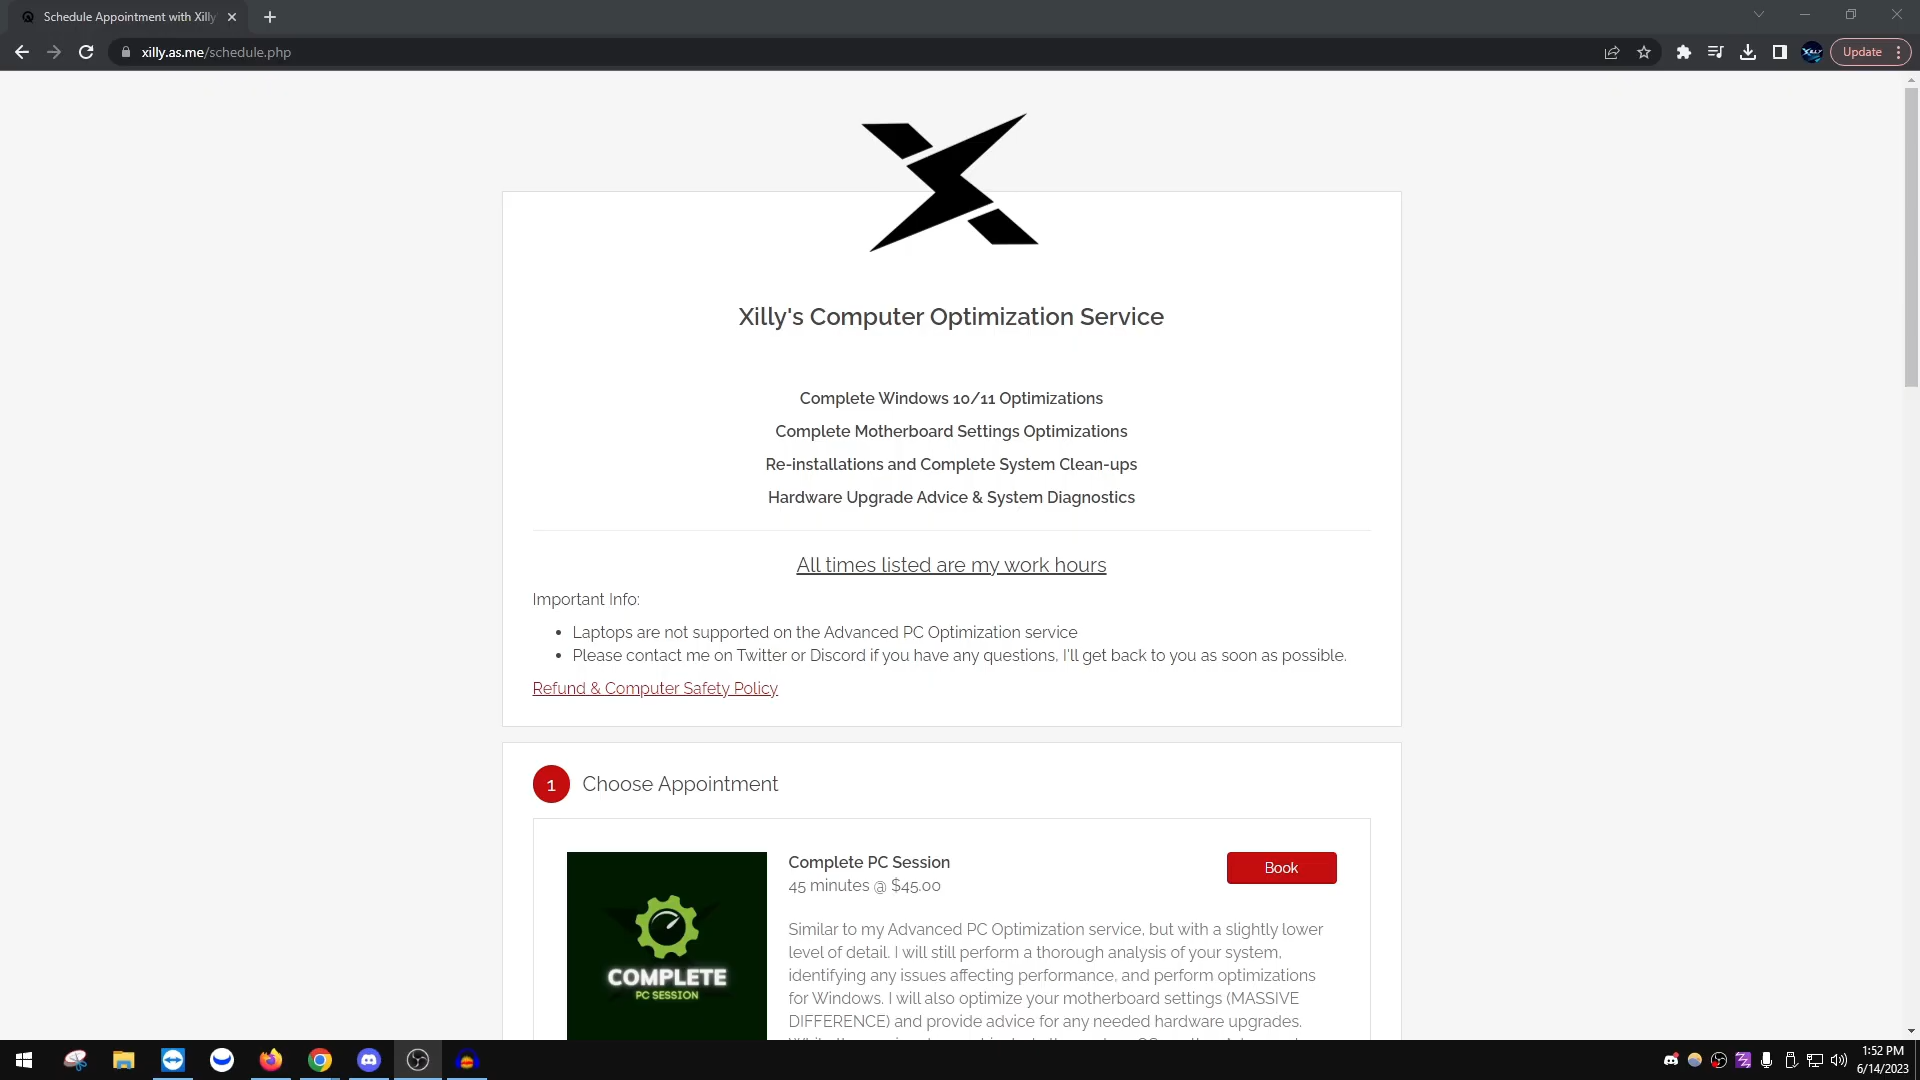 Schedule Appointment with Xilly
xilly.as.me/schedule.php
Update
Xilly's Computer Optimization Service
Complete Windows 10/11 Optimizations
Complete Motherboard Settings Optimizations
Re-installations and Complete System Clean-ups
Hardware Upgrade Advice & System Diagnostics
All times listed are my work hours
Important Info:
Laptops are not supported on the Advanced PC Optimization service
Please contact me on Twitter or Discord if you have any questions, I'll get back to you as soon as possible.
Refund & Computer Safety Policy
1 Choose Appointment
Complete PC Session
Book
45 minutes @ $45.00
Similar to my Advanced PC Optimization service, but with a slightly lower
level of detail. I will still perform a thorough analysis of your system,
identifying any issues affecting performance, and perform optimizations
for Windows. I will also optimize your motherboard settings (MASSIVE
DIFFERENCE) and provide advice for any needed hardware upgrades.
COMPLETE
PC SESSION
1:52 PM
6/14/2023